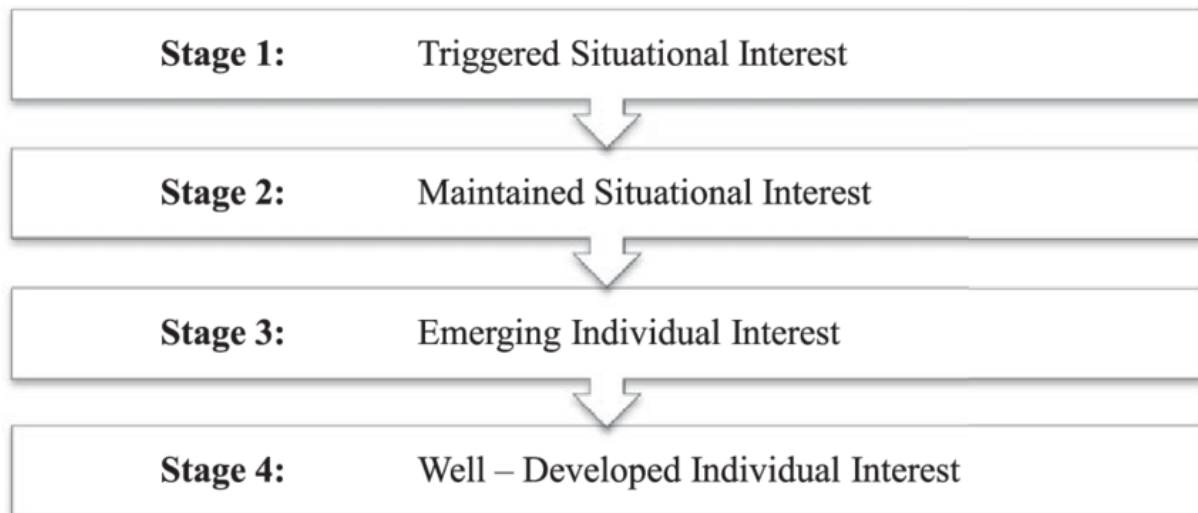 Stage 1: Triggered Situational Interest
Stage 2: Maintained Situational Interest
Stage 3: Emerging Individual Interest
Stage 4: Well – Developed Individual Interest